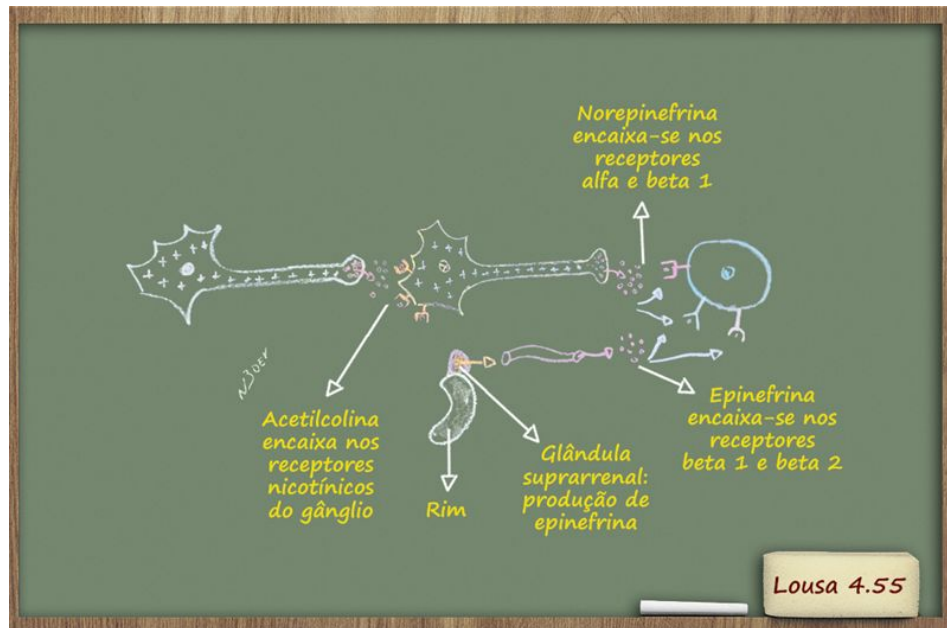 Norepinefrina
encaixa-se nos
receptores
alfa e beta 1
Acetilcolina
encaixa nos
receptores
nicotínicos
do gânglio
Rim
Glândula
suprarrenal:
produção de
epinefrina
Epinefrina
encaixa-se nos
receptores
beta 1 e beta 2
Lousa 4.55